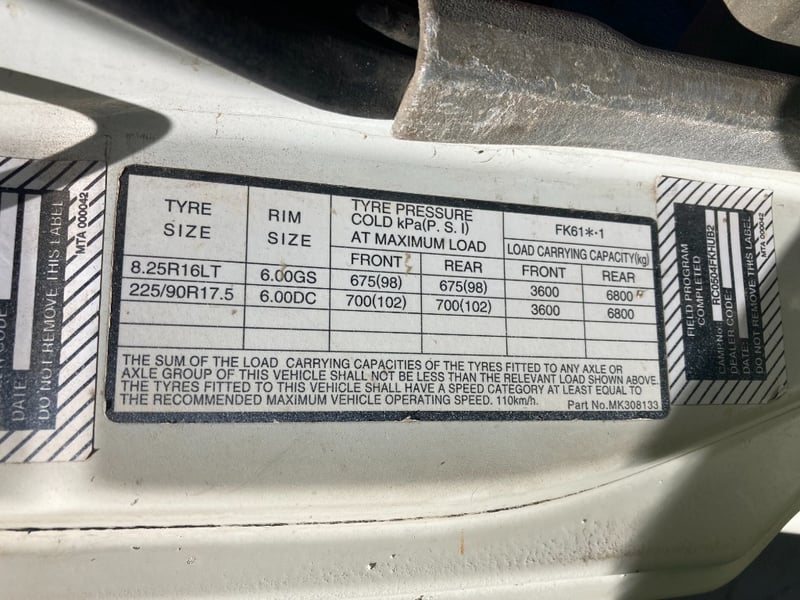 TYRE SIZE RIM SIZE TYRE PRESSURE COLD kPa(P. S. I) AT MAXIMUM LOAD FK61*-1
LOAD CARRYING CAPACITY(kg)
FRONT REAR FRONT REAR
8.25R16LT 6.00GS 675(98) 675(98) 3600 6800
225/90R17.5 6.00DC 700(102) 700(102) 3600 6800
THE SUM OF THE LOAD CARRYING CAPACITIES OF THE TYRES FITTED TO ANY AXLE OR
AXLE GROUP OF THIS VEHICLE SHALL NOT BE LESS THAN THE RELEVANT LOAD SHOWN ABOVE.
THE TYRES FITTED TO THIS VEHICLE SHALL HAVE A SPEED CATEGORY AT LEAST EQUAL TO
THE RECOMMENDED MAXIMUM VEHICLE OPERATING SPEED. 110km/h. Part No.MK308133
DATE:
DO NOT REMOVE THIS LABEL
MTA 000042
FIELD PROGRAM
COMPLETED
CAMP No:
DEALER CODE:
DATE:
DO NOT REMOVE THIS LABEL
MTA 000042